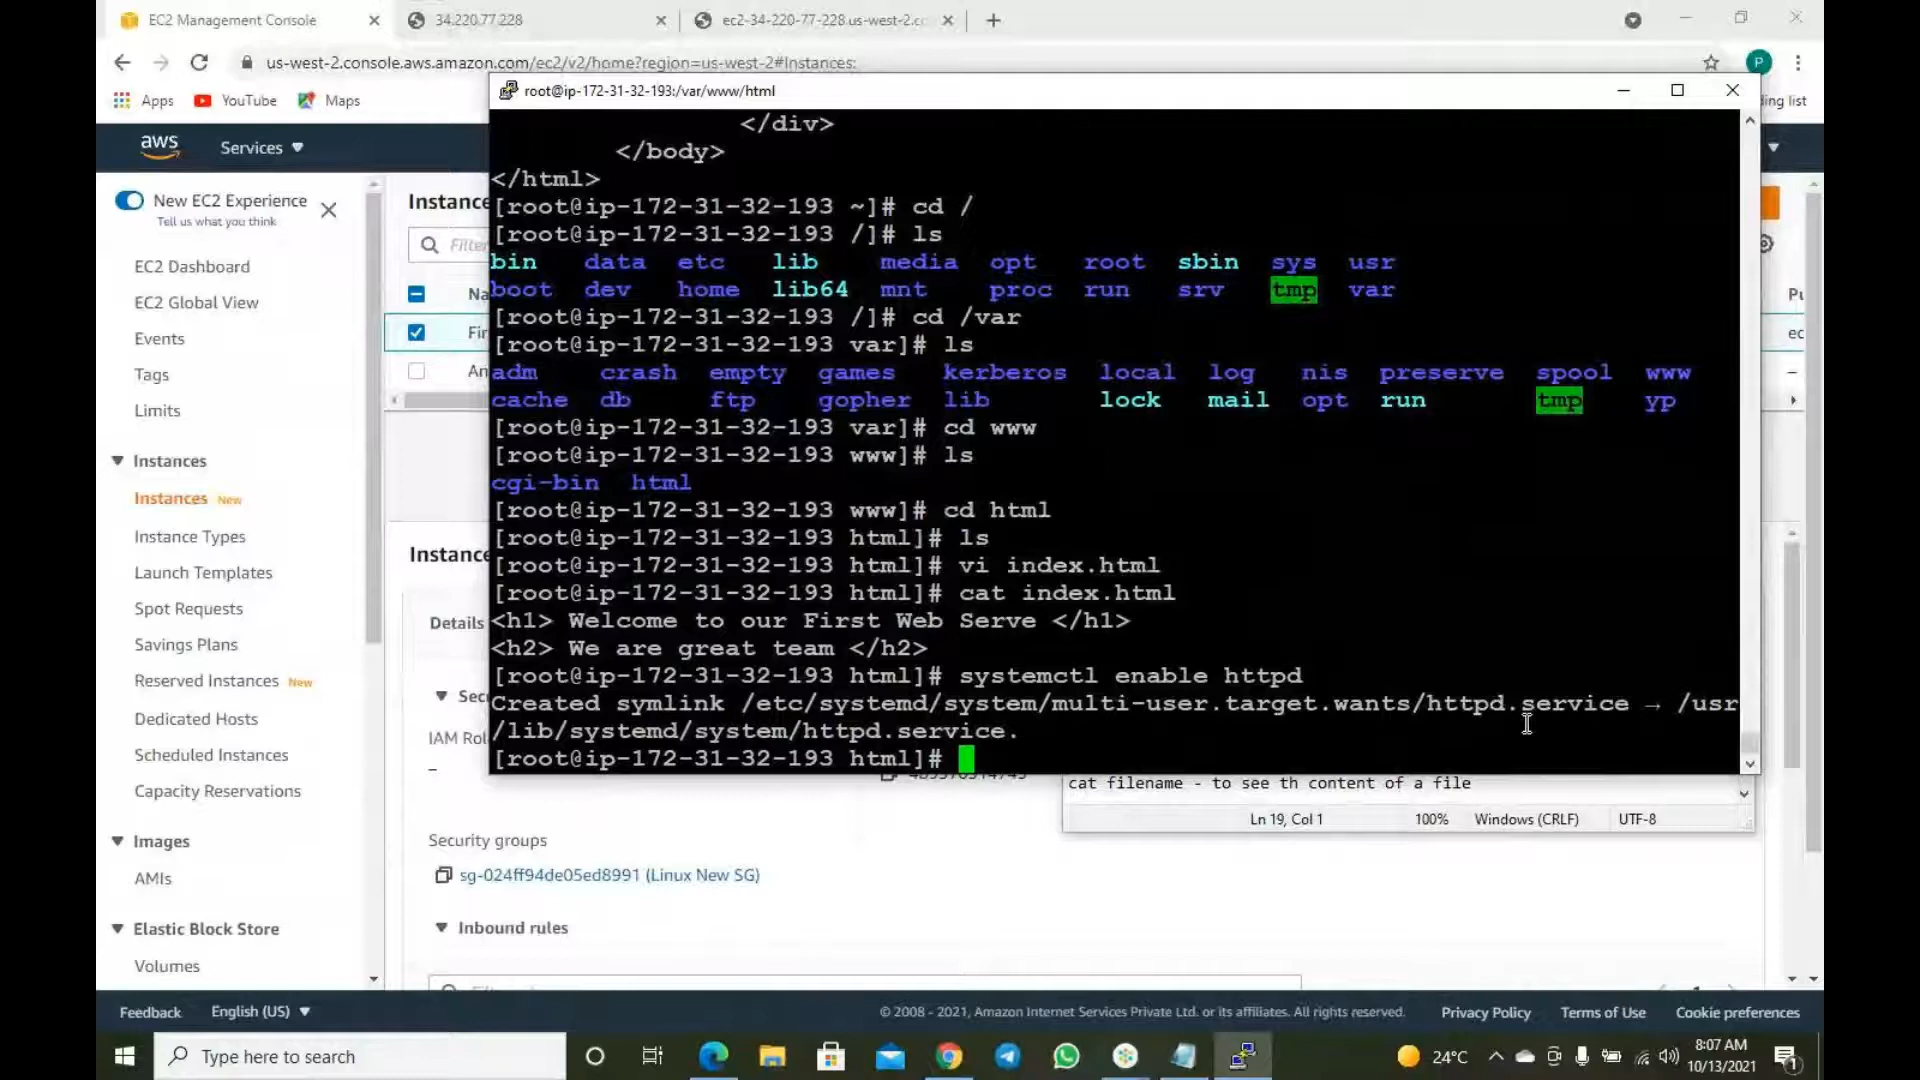 EC2 Management Console
34.220.77.228
ec2-34-220-77-228.us-west-2.co
us-west-2.console.aws.amazon.com/ec2/v2/home?region=us-west-2#Instances:
P
Apps
YouTube
Maps
root@ip-172-31-32-193:/var/www/html
aws
Services
New EC2 Experience
Tell us what you think
EC2 Dashboard
EC2 Global View
Events
Tags
Limits
Instances
Instances New
Instance Types
Launch Templates
Spot Requests
Savings Plans
Reserved Instances New
Dedicated Hosts
Scheduled Instances
Capacity Reservations
Images
AMIs
Elastic Block Store
Volumes
</div>
</body>
</html>
[root@ip-172-31-32-193 ~]# cd /
[root@ip-172-31-32-193 /]# ls
bin data etc lib media opt root sbin sys usr
boot dev home lib64 mnt proc run srv tmp var
[root@ip-172-31-32-193 /]# cd /var
[root@ip-172-31-32-193 var]# ls
adm crash empty games kerberos local log nis preserve spool www
cache db ftp gopher lib lock mail opt run tmp yp
[root@ip-172-31-32-193 var]# cd www
[root@ip-172-31-32-193 www]# ls
cgi-bin html
[root@ip-172-31-32-193 www]# cd html
[root@ip-172-31-32-193 html]# ls
[root@ip-172-31-32-193 html]# vi index.html
[root@ip-172-31-32-193 html]# cat index.html
<h1> Welcome to our First Web Serve </h1>
<h2> We are great team </h2>
[root@ip-172-31-32-193 html]# systemctl enable httpd
Created symlink /etc/systemd/system/multi-user.target.wants/httpd.service → /usr
/lib/systemd/system/httpd.service.
[root@ip-172-31-32-193 html]#
cat filename - to see th content of a file
Ln 19, Col 1
100%
Windows (CRLF)
UTF-8
Details
Security groups
sg-024ff94de05ed8991 (Linux New SG)
Inbound rules
Feedback
English (US)
© 2008 - 2021, Amazon Internet Services Private Ltd. or its affiliates. All rights reserved.
Privacy Policy
Terms of Use
Cookie preferences
Type here to search
24°C
8:07 AM
10/13/2021
1